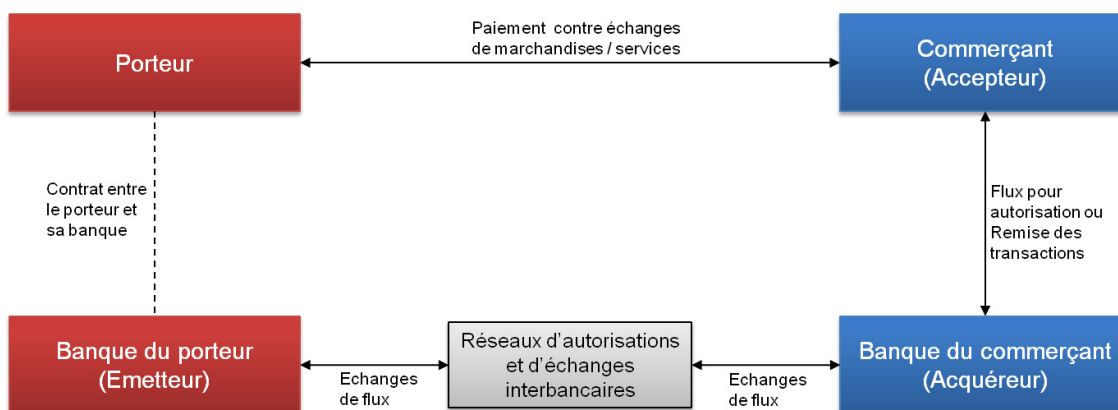 Paiement contre échanges
de marchandises / services
Porteur
Commerçant
(Accepteur)
Contrat entre
le porteur et
sa banque
Flux pour
autorisation ou
Remise des
transactions
Banque du porteur
(Emetteur)
Réseaux d'autorisations
et d'échanges
interbancaires
Banque du commerçant
(Acquéreur)
Echanges
de flux
Echanges
de flux